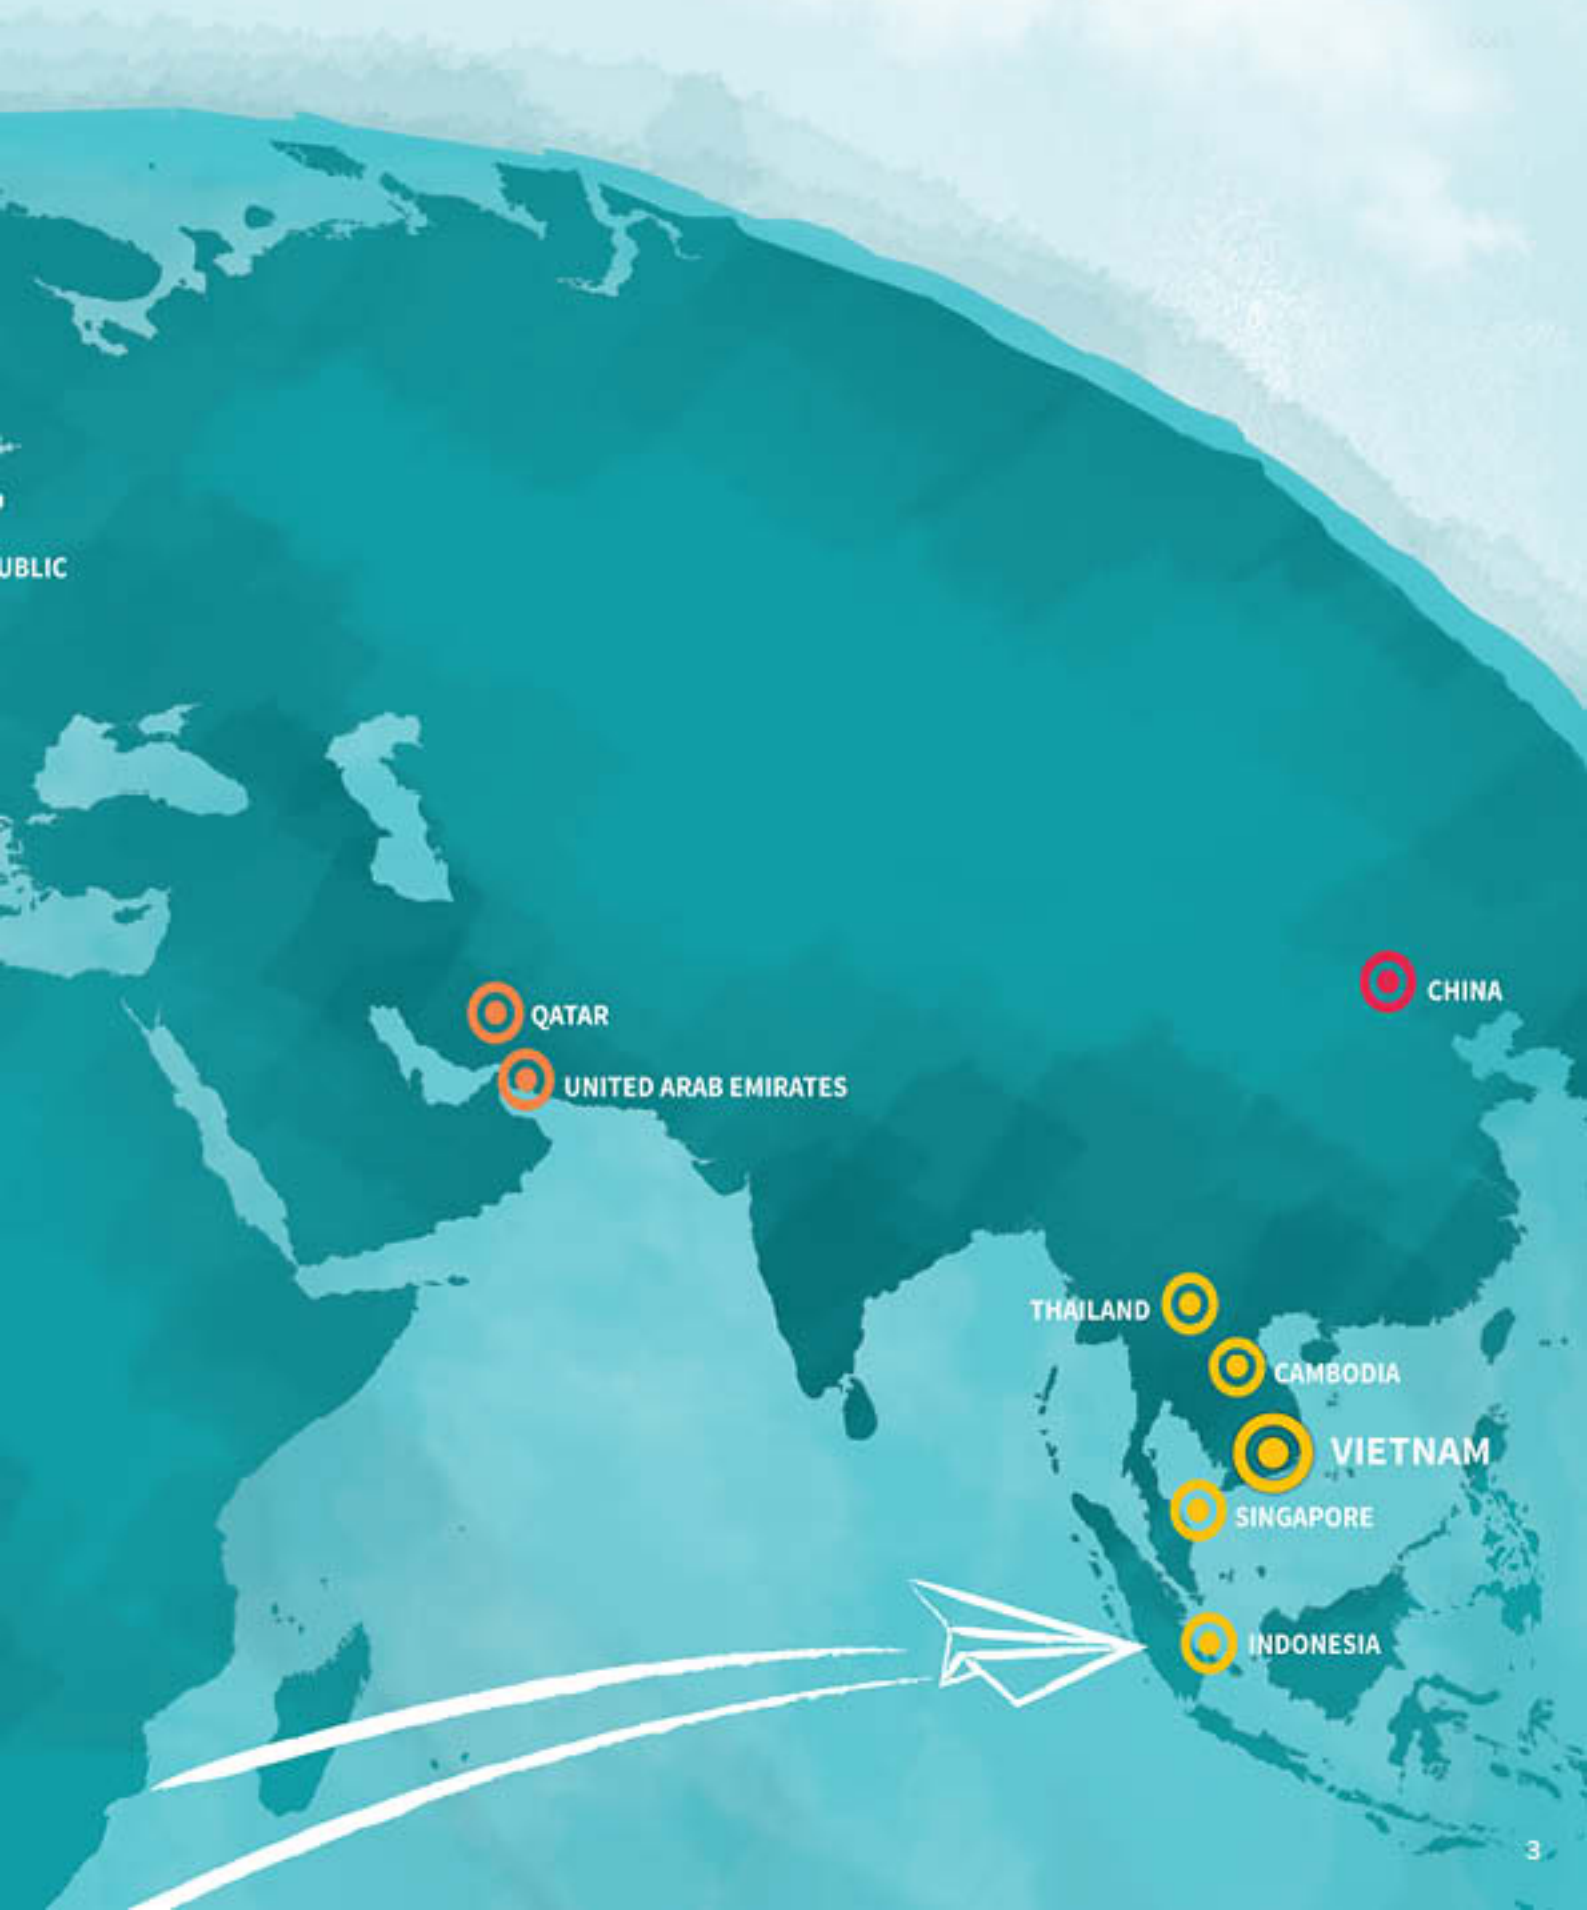 UBLIC
CHINA
QATAR
UNITED ARAB EMIRATES
THAILAND
CAMBODIA
VIETNAM
SINGAPORE
INDONESIA
3